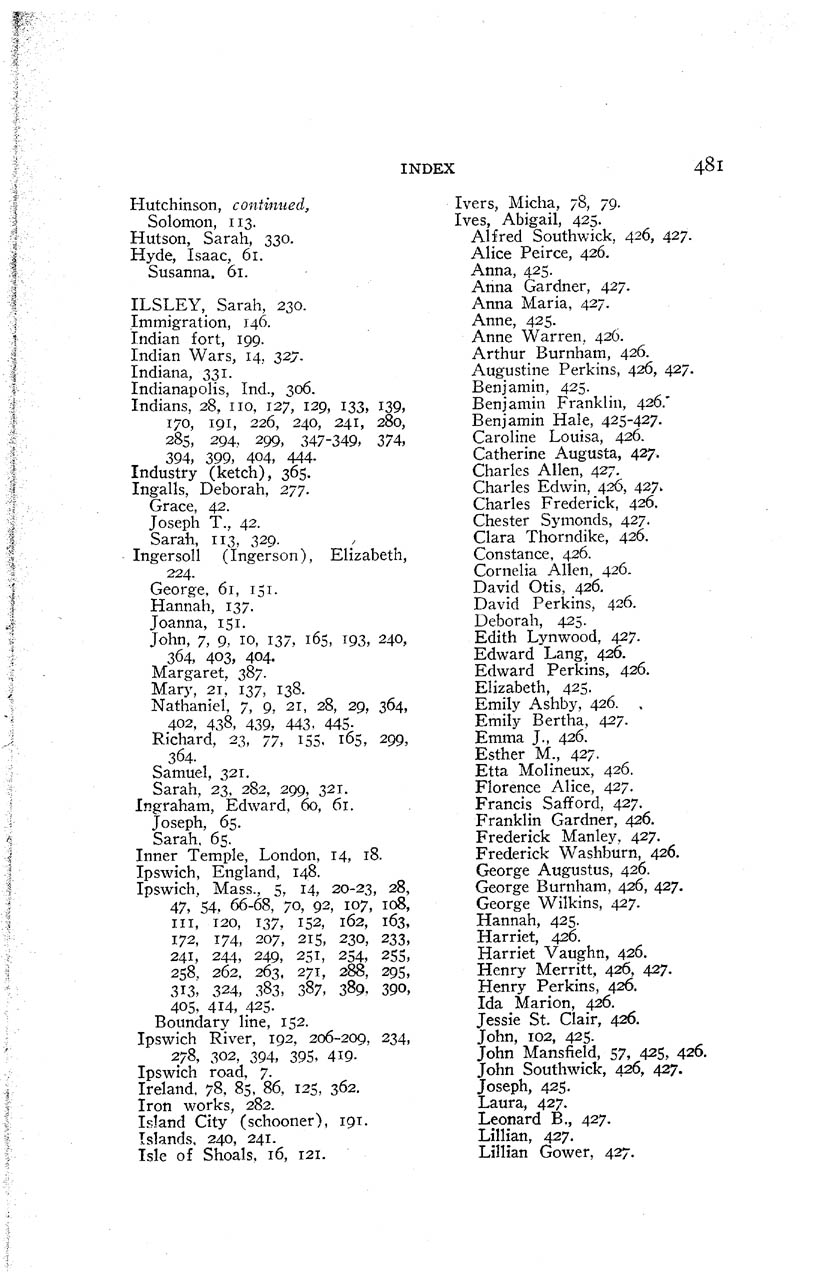 INDEX 481
Hutchinson, continued,
Solomon, 113.
Hutson, Sarah, 330.
Hyde, Isaac, 61.
Susanna, 61.
ILSLEY, Sarah, 230.
Immigration, 146.
Indian fort, 199.
Indian Wars, 14, 327.
Indiana, 331.
Indianapolis, Ind., 306.
Indians, 28, 110, 127, 129, 133, 139,
170, 191, 226, 240, 241, 280,
285, 294, 299, 347-349, 374,
394, 399, 404, 444.
Industry (ketch), 365.
Ingalls, Deborah, 277.
Grace, 42.
Joseph T., 42.
Sarah, 113, 329.
Ingersoll (Ingerson), Elizabeth,
224.
George, 61, 151.
Hannah, 137.
Joanna, 151.
John, 7, 9, 10, 137, 165, 193, 240,
364, 403, 404.
Margaret, 387.
Mary, 21, 137, 138.
Nathaniel, 7, 9, 21, 28, 29, 364,
402, 438, 439, 443, 445.
Richard, 23, 77, 155, 165, 299,
364.
Samuel, 321.
Sarah, 23, 282, 299, 321.
Ingraham, Edward, 60, 61.
Joseph, 65.
Sarah, 65.
Inner Temple, London, 14, 18.
Ipswich, England, 148.
Ipswich, Mass., 5, 14, 20-23, 28,
47, 54, 66-68, 70, 92, 107, 108,
111, 120, 137, 152, 162, 163,
172, 174, 207, 215, 230, 233,
241, 244, 249, 251, 254, 255,
258, 262, 263, 271, 288, 295,
313, 324, 383, 387, 389, 390,
405, 414, 425.
Boundary line, 152.
Ipswich River, 192, 206-209, 234,
278, 302, 394, 395, 419.
Ipswich road, 7.
Ireland, 78, 85, 86, 125, 362.
Iron works, 282.
Island City (schooner), 191.
Islands, 240, 241.
Isle of Shoals, 16, 121.
Ivers, Micha, 78, 79.
Ives, Abigail, 425.
Alfred Southwick, 426, 427.
Alice Peirce, 426.
Anna, 425.
Anna Gardner, 427.
Anna Maria, 427.
Anne, 425.
Anne Warren, 426.
Arthur Burnham, 426.
Augustine Perkins, 426, 427.
Benjamin, 425.
Benjamin Franklin, 426.
Benjamin Hale, 425-427.
Caroline Louisa, 426.
Catherine Augusta, 427.
Charles Allen, 427.
Charles Edwin, 426, 427.
Charles Frederick, 426.
Chester Symonds, 427.
Clara Thorndike, 426.
Constance, 426.
Cornelia Allen, 426.
David Otis, 426.
David Perkins, 426.
Deborah, 425.
Edith Lynwood, 427.
Edward Lang, 426.
Edward Perkins, 426.
Elizabeth, 425.
Emily Ashby, 426.
Emily Bertha, 427.
Emma J., 426.
Esther M., 427.
Etta Molineux, 426.
Florence Alice, 427.
Francis Safford, 427.
Franklin Gardner, 426.
Frederick Manley, 427.
Frederick Washburn, 426.
George Augustus, 426.
George Burnham, 426, 427.
George Wilkins, 427.
Hannah, 425.
Harriet, 426.
Harriet Vaughn, 426.
Henry Merritt, 426, 427.
Henry Perkins, 426.
Ida Marion, 426.
Jessie St. Clair, 426.
John, 102, 425.
John Mansfield, 57, 425, 426.
John Southwick, 426, 427.
Joseph, 425.
Laura, 427.
Leonard B., 427.
Lillian, 427.
Lillian Gower, 427.